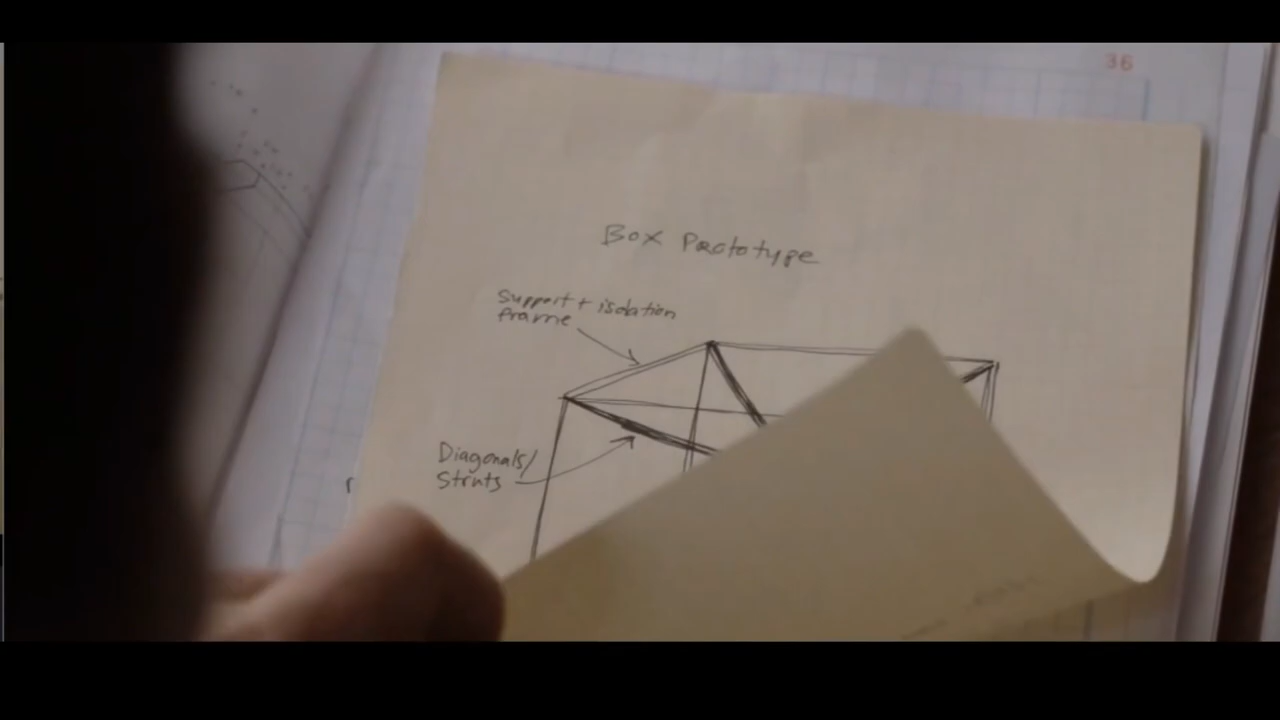 36
Box Prototype
Support + isolation
frame
Diagonals/
Struts